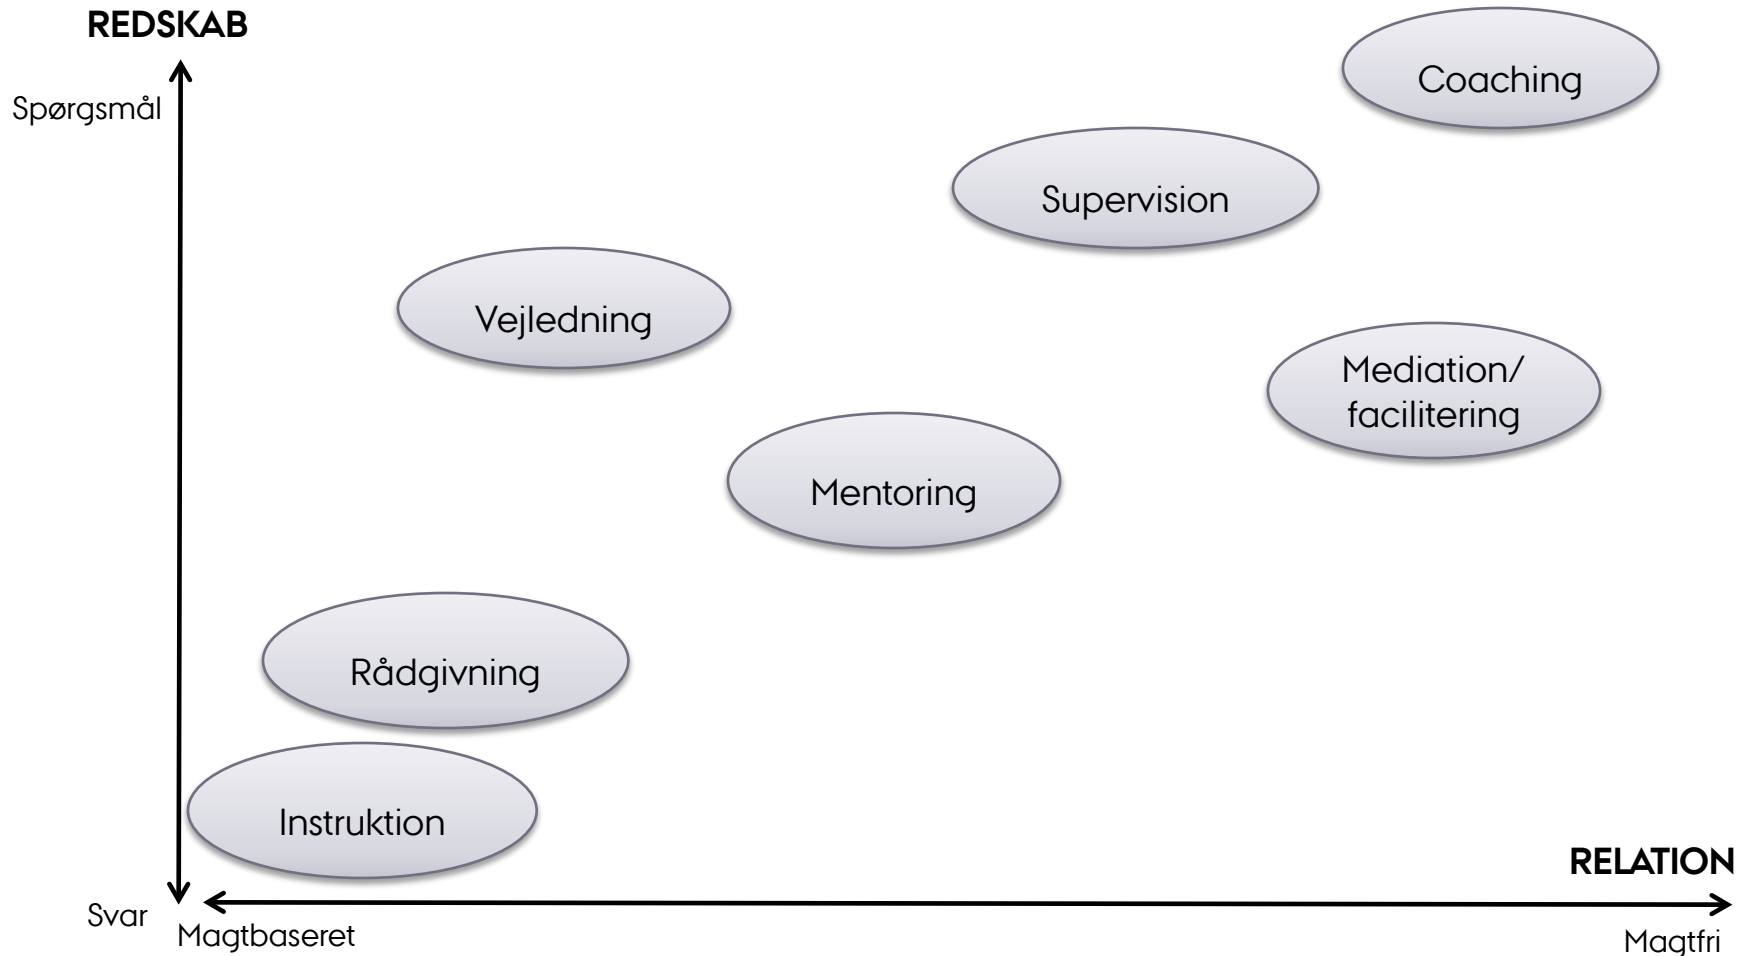 REDSKAB
Spørgsmål
Coaching
Supervision
Vejledning
Mediation/
facilitering
Mentoring
Rådgivning
Instruktion
RELATION
Svar
Magtbaseret
Magtfri